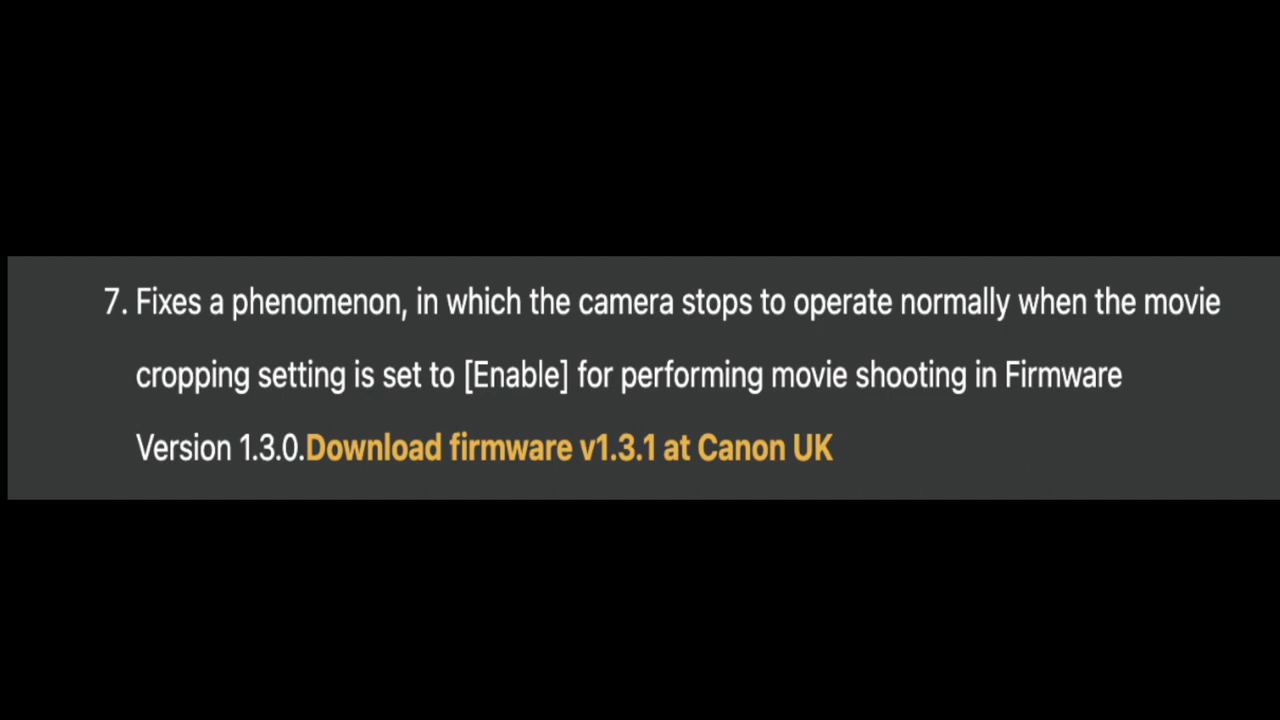 7. Fixes a phenomenon, in which the camera stops to operate normally when the movie
cropping setting is set to [Enable] for performing movie shooting in Firmware
Version 1.3.0.Download firmware v1.3.1 at Canon UK